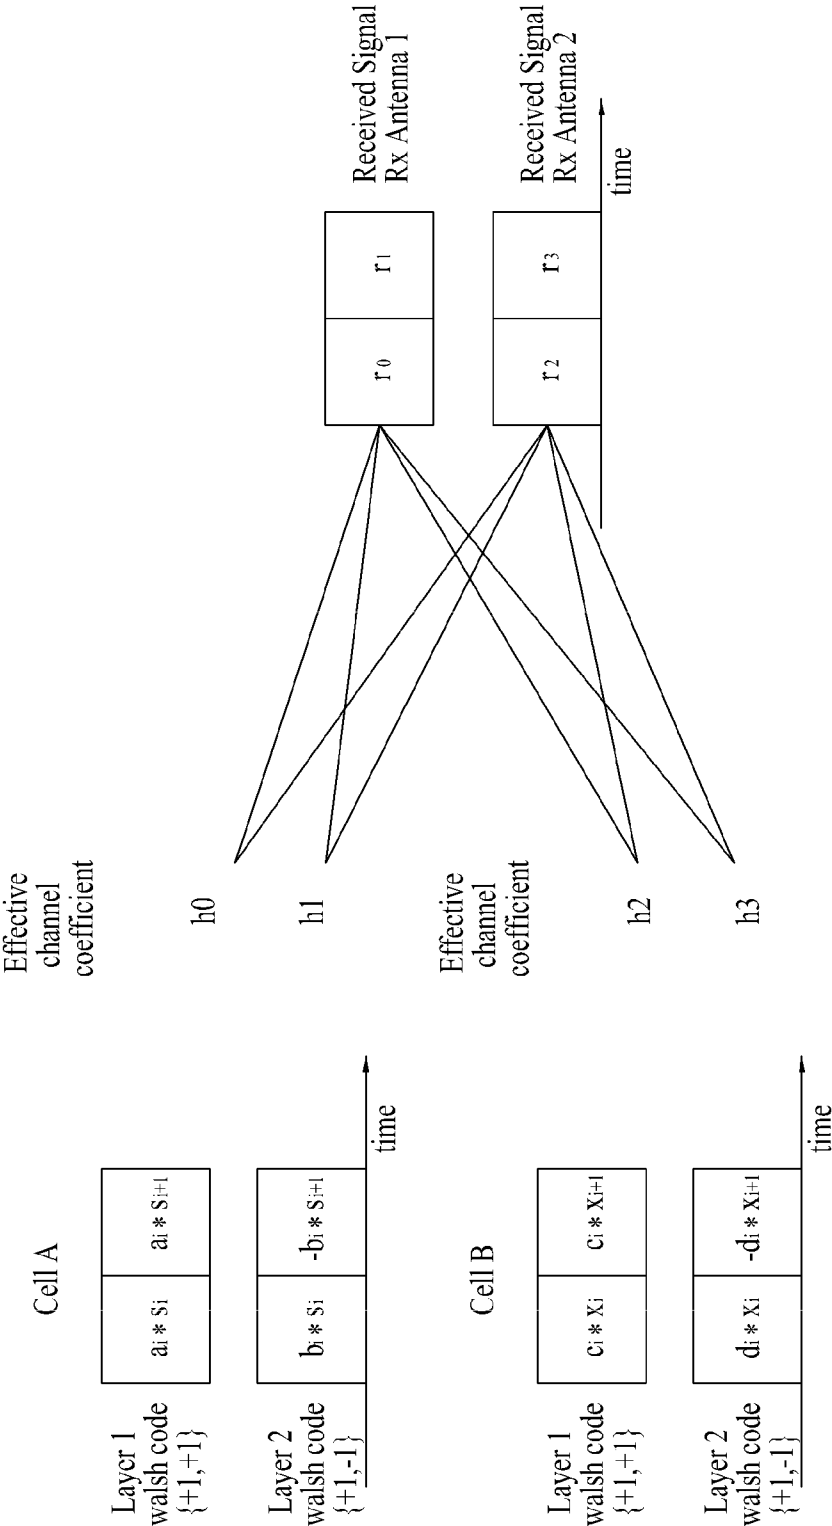 Cell A
Layer 1
walsh code
{+1,+1}
ai * si
ai * si+1
Layer 2
walsh code
{+1,-1}
bi * si
-bi * si+1
time
Cell B
Layer 1
walsh code
{+1,+1}
ci * xi
ci * xi+1
Layer 2
walsh code
{+1,-1}
di * xi
-di * xi+1
time
Effective
channel
coefficient
h0
h1
Effective
channel
coefficient
h2
h3
r0
r1
Received Signal
Rx Antenna 1
r2
r3
Received Signal
Rx Antenna 2
time